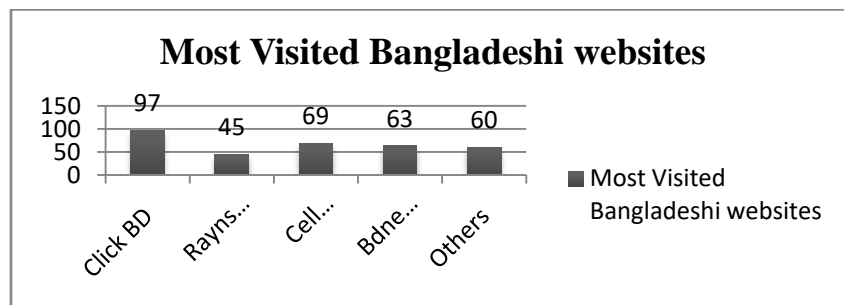 Most Visited Bangladeshi websites
97
45
69
63
60
150
100
50
0
Click BD
Rayns...
Cell...
Bdne...
Others
Most Visited
Bangladeshi websites